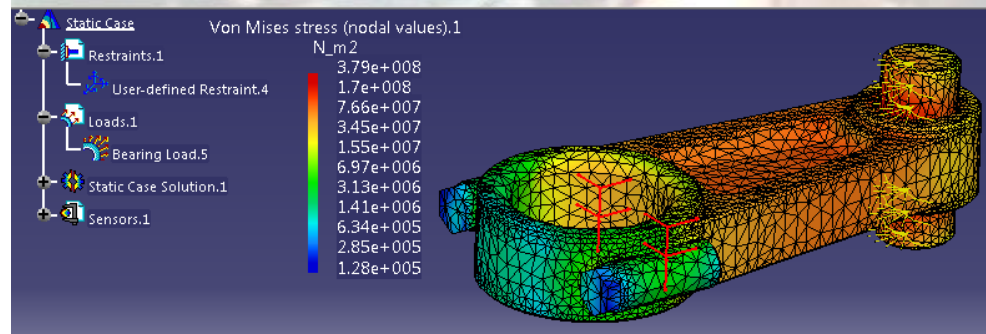 Static Case
Von Mises stress (nodal values).1
N_m2
Restraints.1
User-defined Restraint.4
Loads.1
Bearing Load.5
Static Case Solution.1
Sensors.1
3.79e+008
1.7e+008
7.66e+007
3.45e+007
1.55e+007
6.97e+006
3.13e+006
1.41e+006
6.34e+005
2.85e+005
1.28e+005